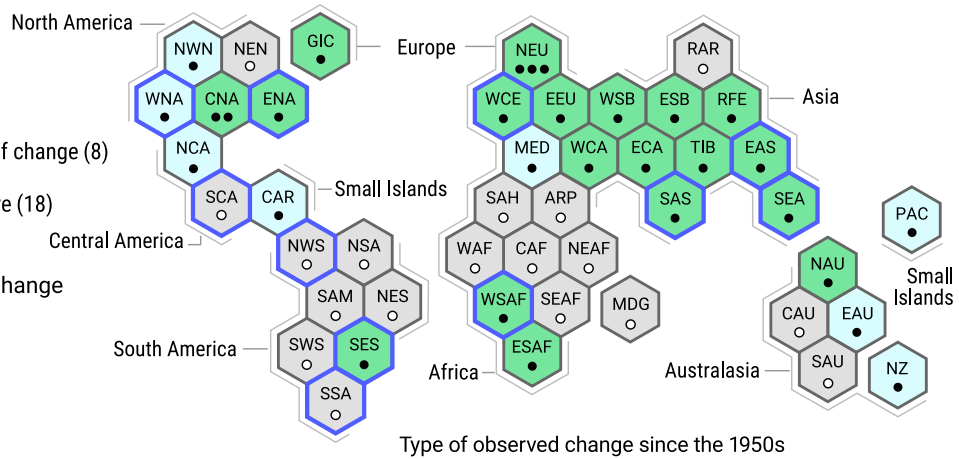 North America
NWN
NEN
GIC
Europe
NEU
RAR
WNA
CNA
ENA
WCE
EEU
WSB
ESB
RFE
Asia
f change (8)
NCA
MED
WCA
ECA
TIB
EAS
e (18)
SCA
CAR
Small Islands
SAH
ARP
SAS
SEA
PAC
Central America
NWS
NSA
WAF
CAF
NEAF
NAU
Small
Islands
hange
SAM
NES
WSAF
SEAF
MDG
CAU
EAU
South America
SWS
SES
ESAF
Africa
Australasia
SAU
NZ
SSA
Type of observed change since the 1950s